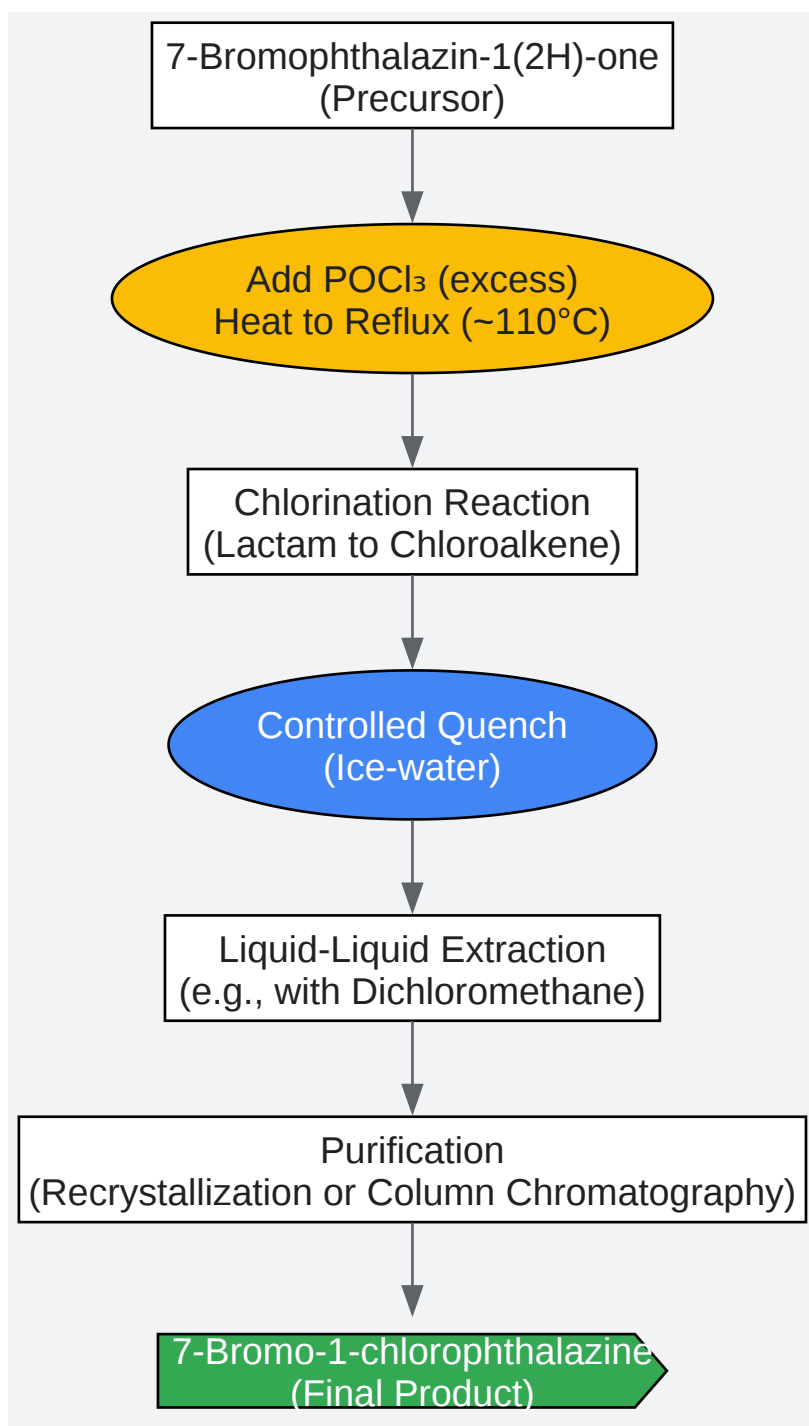 7-Bromophthalazin-1(2H)-one
(Precursor)
Add POCl₃ (excess)
Heat to Reflux (~110°C)
Chlorination Reaction
(Lactam to Chloroalkene)
Controlled Quench
(Ice-water)
Liquid-Liquid Extraction
(e.g., with Dichloromethane)
Purification
(Recrystallization or Column Chromatography)
7-Bromo-1-chlorophthalazine
(Final Product)